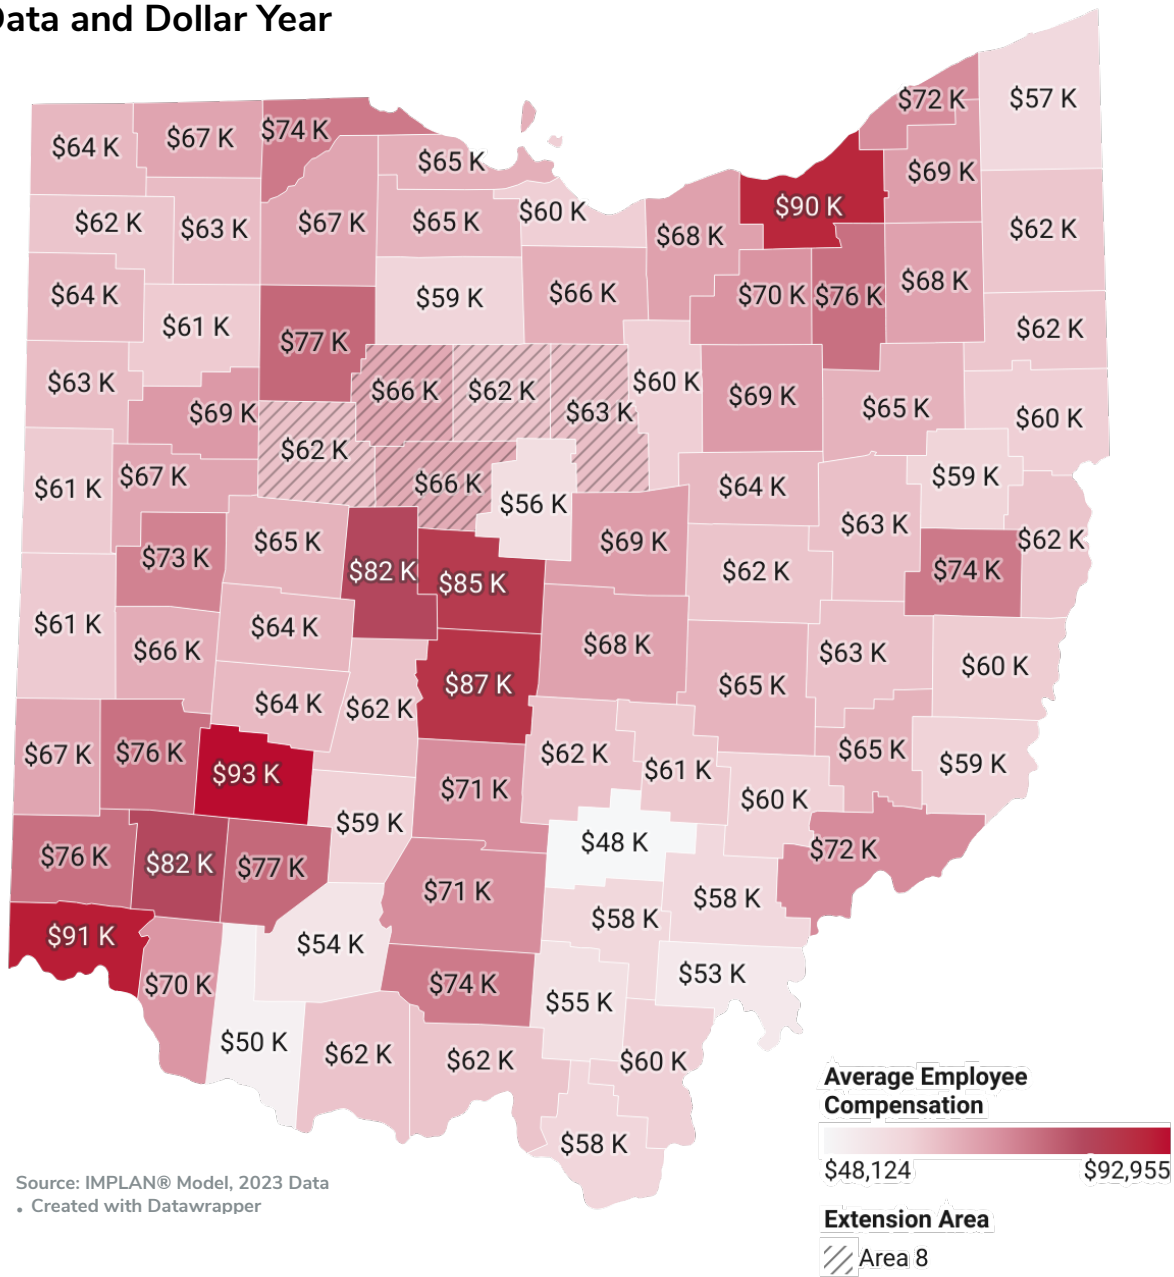 Data and Dollar Year
$72 K
$57 K
$74 K
$67 K
$64 K
$65 K
$69 K
$90 K
$60 K
$62 K
$63 K
$67 K
$65 K
$68 K
$62 K
$68 K
$64 K
$59 K
$66 K
$70 K
$76 K
$61 K
$62 K
$77 K
$63 K
$66 K
$62 K
$60 K
$69 K
$63 K
$69 K
$65 K
$60 K
$62 K
$67 K
$59 K
$61 K
$66 K
$64 K
$56 K
$63 K
$65 K
$69 K
$62 K
$73 K
$82 K
$85 K
$62 K
$74 K
$61 K
$64 K
$66 K
$68 K
$63 K
$60 K
$87 K
$65 K
$64 K
$62 K
$67 K
$76 K
$62 K
$65 K
$93 K
$61 K
$59 K
$71 K
$60 K
$59 K
$48 K
$76 K
$82 K
$77 K
$72 K
$71 K
$58 K
$58 K
$91 K
$54 K
$53 K
$70 K
$74 K
$55 K
$50 K
$62 K
$62 K
$60 K
$58 K
Average Employee
Compensation
$48,124 $92,955
Extension Area
Area 8
Source: IMPLAN® Model, 2023 Data
• Created with Datawrapper